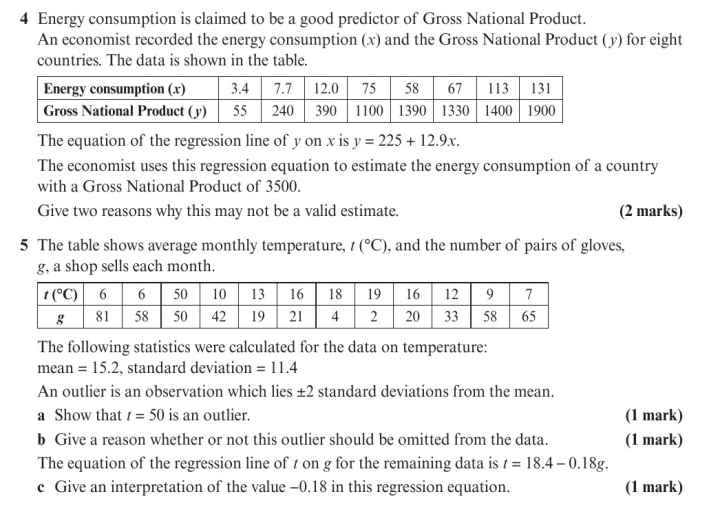 4 Energy consumption is claimed to be a good predictor of Gross National Product.
An economist recorded the energy consumption (x) and the Gross National Product (y) for eight
countries. The data is shown in the table.
Energy consumption (x) 3.4 7.7 12.0 75 58 67 113 131
Gross National Product (y) 55 240 390 1100 1390 1330 1400 1900
The equation of the regression line of y on x is y = 225 + 12.9x.
The economist uses this regression equation to estimate the energy consumption of a country
with a Gross National Product of 3500.
Give two reasons why this may not be a valid estimate. (2 marks)
5 The table shows average monthly temperature, t (°C), and the number of pairs of gloves,
g, a shop sells each month.
t (°C) 6 6 50 10 13 16 18 19 16 12 9 7
g 81 58 50 42 19 21 4 2 20 33 58 65
The following statistics were calculated for the data on temperature:
mean = 15.2, standard deviation = 11.4
An outlier is an observation which lies ±2 standard deviations from the mean.
a Show that t = 50 is an outlier. (1 mark)
b Give a reason whether or not this outlier should be omitted from the data. (1 mark)
The equation of the regression line of t on g for the remaining data is t = 18.4 – 0.18g.
c Give an interpretation of the value –0.18 in this regression equation. (1 mark)